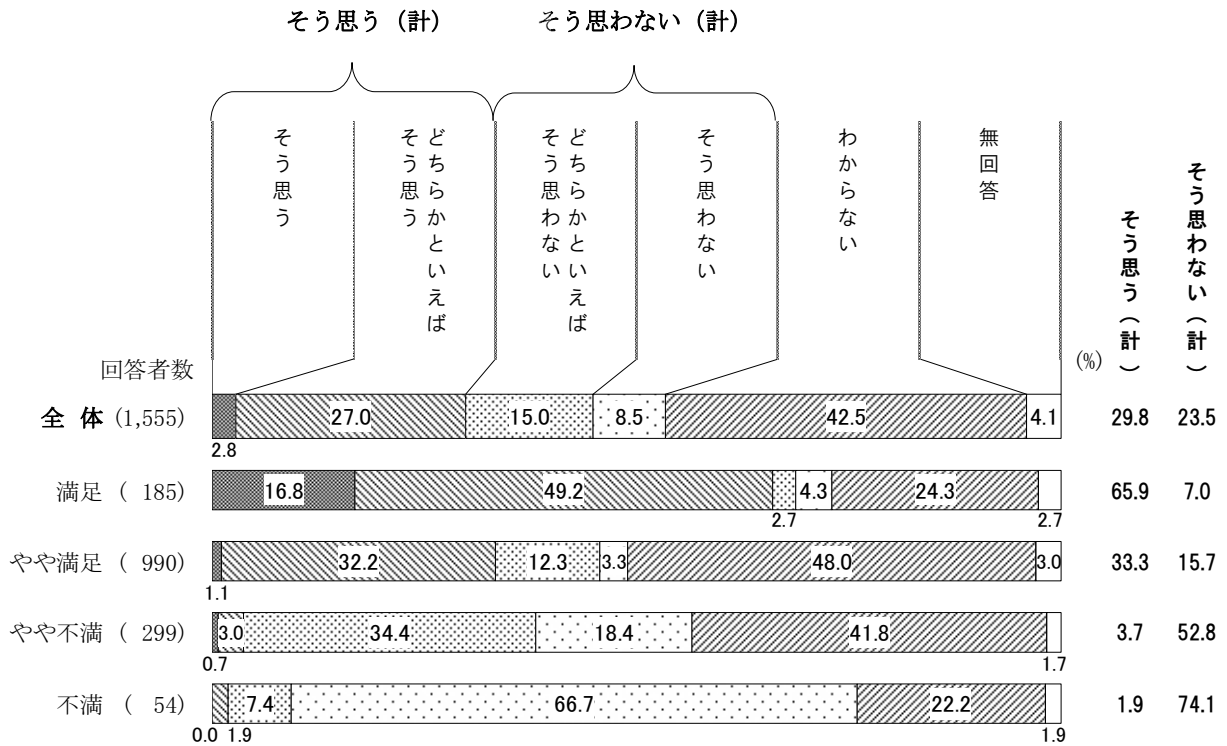 そう思う（計）
そう思わない（計）
そう思う
どちらかといえば
そう思う
どちらかといえば
そう思わない
そう思わない
わからない
無回答
そう思う（計）
そう思わない（計）
回答者数
(%)
全 体 (1,555) 27.0 15.0 8.5 42.5 4.1 29.8 23.5
2.8
満足 ( 185) 16.8 49.2 4.3 24.3 65.9 7.0
2.7 2.7
やや満足 ( 990) 32.2 12.3 3.3 48.0 3.0 33.3 15.7
1.1
やや不満 ( 299) 3.0 34.4 18.4 41.8 3.7 52.8
0.7 1.7
不満 ( 54) 7.4 66.7 22.2 1.9 74.1
0.0 1.9 1.9